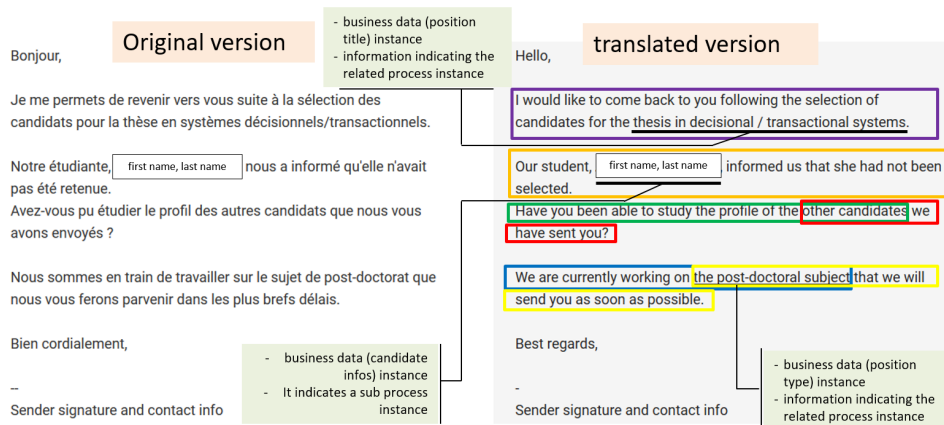 Original version
Bonjour,
Je me permets de revenir vers vous suite à la sélection des
candidats pour la thèse en systèmes décisionnels/transactionnels.
Notre étudiante, first name, last name nous a informé qu'elle n'avait
pas été retenue.
Avez-vous pu étudier le profil des autres candidats que nous vous
avons envoyés ?
Nous sommes en train de travailler sur le sujet de post-doctorat que
nous vous ferons parvenir dans les plus brefs délais.
Bien cordialement,
--
Sender signature and contact info
- business data (position
title) instance
- information indicating the
related process instance
- business data (candidate
infos) instance
- It indicates a sub process
instance
translated version
Hello,
I would like to come back to you following the selection of
candidates for the thesis in decisional / transactional systems.
Our student, first name, last name , informed us that she had not been
selected.
Have you been able to study the profile of the other candidates we
have sent you?
We are currently working on the post-doctoral subject that we will
send you as soon as possible.
Best regards,
-
Sender signature and contact info
- business data (position
type) instance
- information indicating the
related process instance